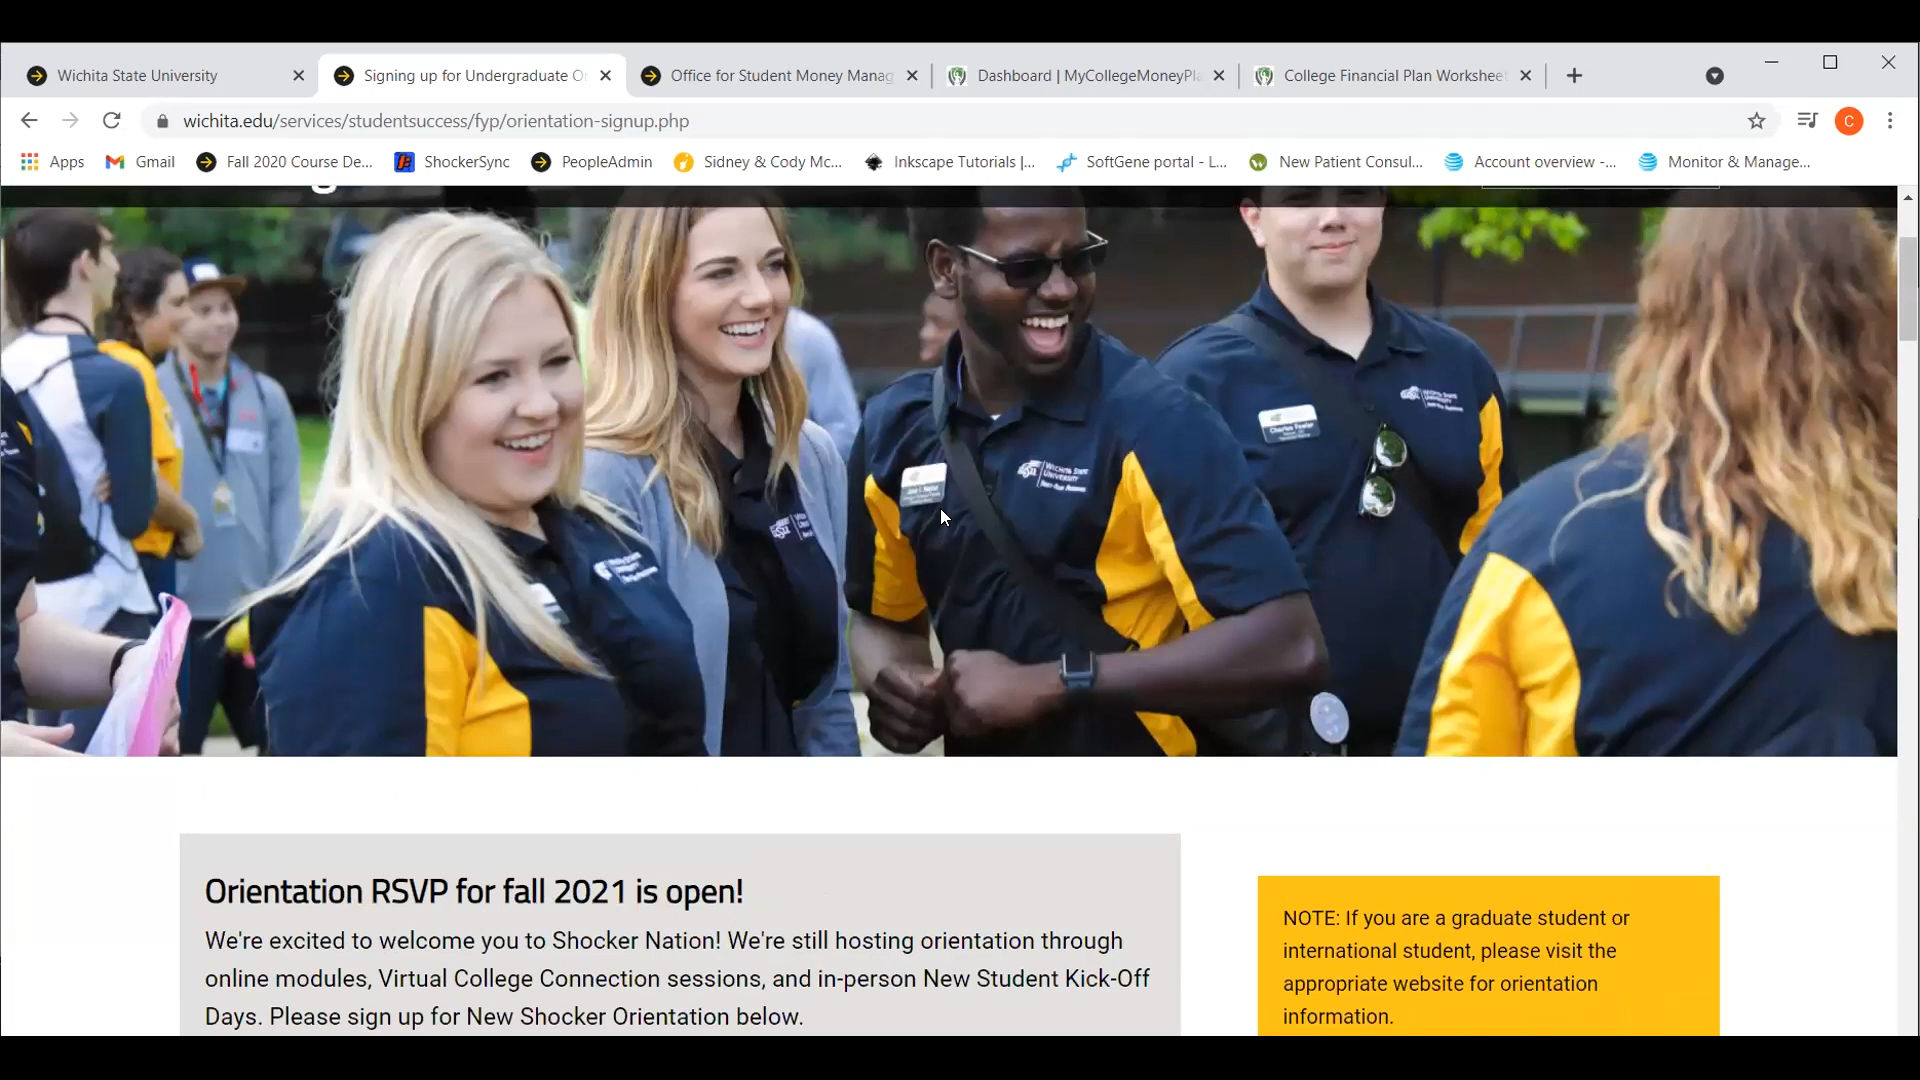 Wichita State University
Signing up for Undergraduate O
Office for Student Money Manag
Dashboard | MyCollegeMoneyPl
College Financial Plan Workshee
wichita.edu/services/studentsuccess/fyp/orientation-signup.php
C
Apps
Gmail
Fall 2020 Course De...
ShockerSync
PeopleAdmin
Sidney & Cody Mc...
Inkscape Tutorials |...
SoftGene portal - L...
New Patient Consul...
Account overview -...
Monitor & Manage...
Charles Fowler
WICHITA STATE
UNIVERSITY
Orientation RSVP for fall 2021 is open!
We're excited to welcome you to Shocker Nation! We're still hosting orientation through
online modules, Virtual College Connection sessions, and in-person New Student Kick-Off
Days. Please sign up for New Shocker Orientation below.
NOTE: If you are a graduate student or
international student, please visit the
appropriate website for orientation
information.